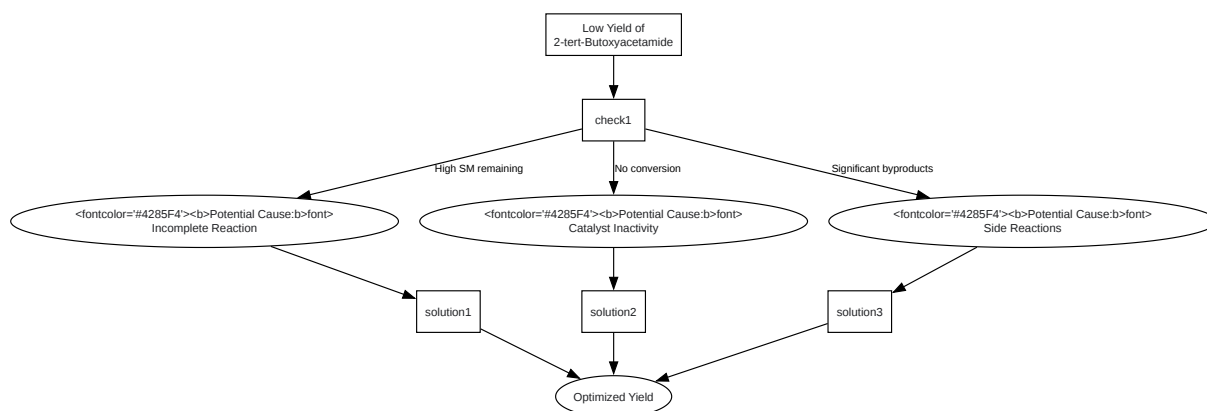 Low Yield of
2-tert-Butoxyacetamide
check1
High SM remaining
No conversion
Significant byproducts
<fontcolor='#4285F4'><b>Potential Cause:b>font>
Incomplete Reaction
<fontcolor='#4285F4'><b>Potential Cause:b>font>
Catalyst Inactivity
<fontcolor='#4285F4'><b>Potential Cause:b>font>
Side Reactions
solution1
solution2
solution3
Optimized Yield